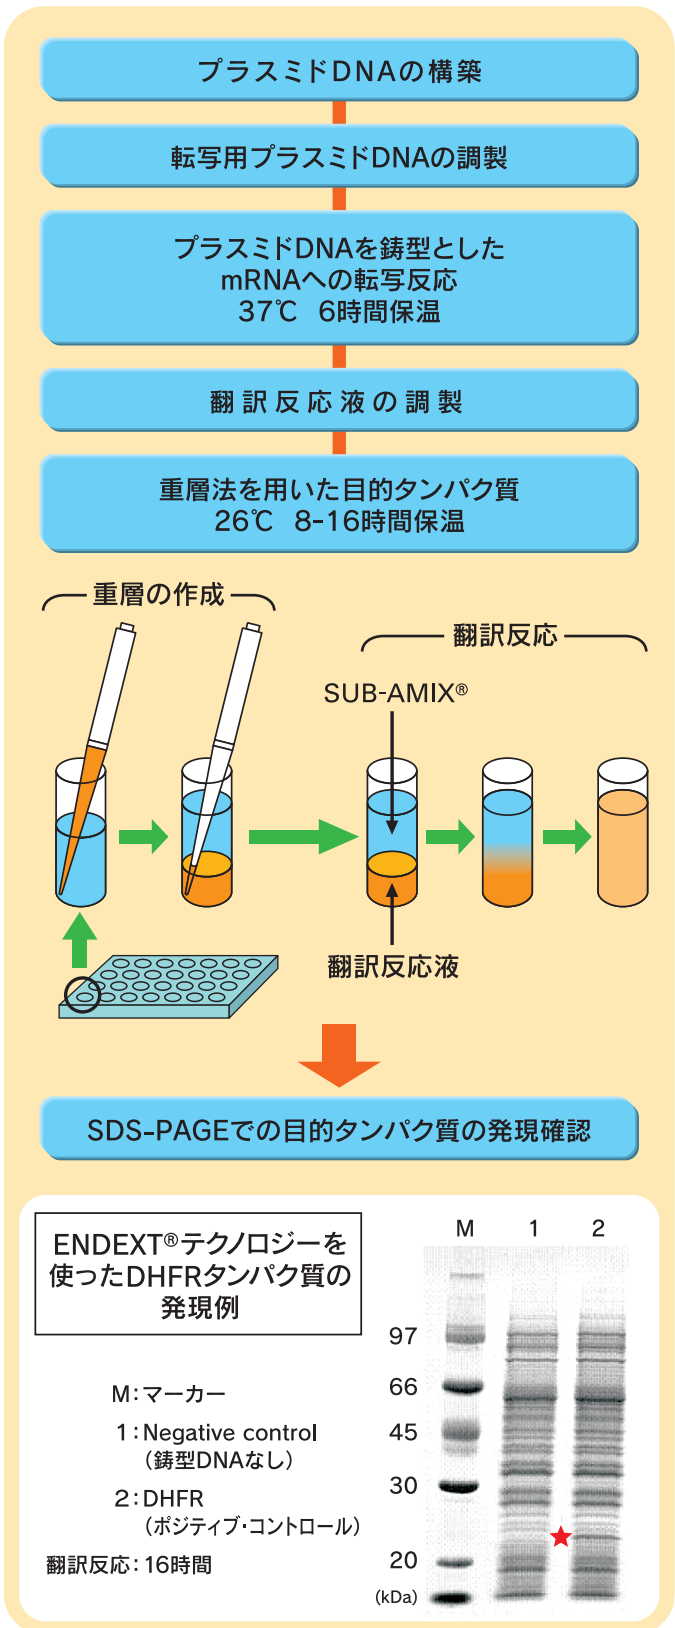 プラスミドDNAの構築
転写用プラスミドDNAの調製
プラスミドDNAを鋳型とした
mRNAへの転写反応
37℃ 6時間保温
翻訳反応液の調製
重層法を用いた目的タンパク質
26℃ 8-16時間保温
重層の作成
翻訳反応
SUB-AMIX®
翻訳反応液
SDS-PAGEでの目的タンパク質の発現確認
ENDEXT®テクノロジーを
使ったDHFRタンパク質の
発現例
M:マーカー
1:Negative control
(鋳型DNAなし)
2:DHFR
(ポジティブ・コントロール)
翻訳反応:16時間
M 1 2
97
66
45
30
20
(kDa)